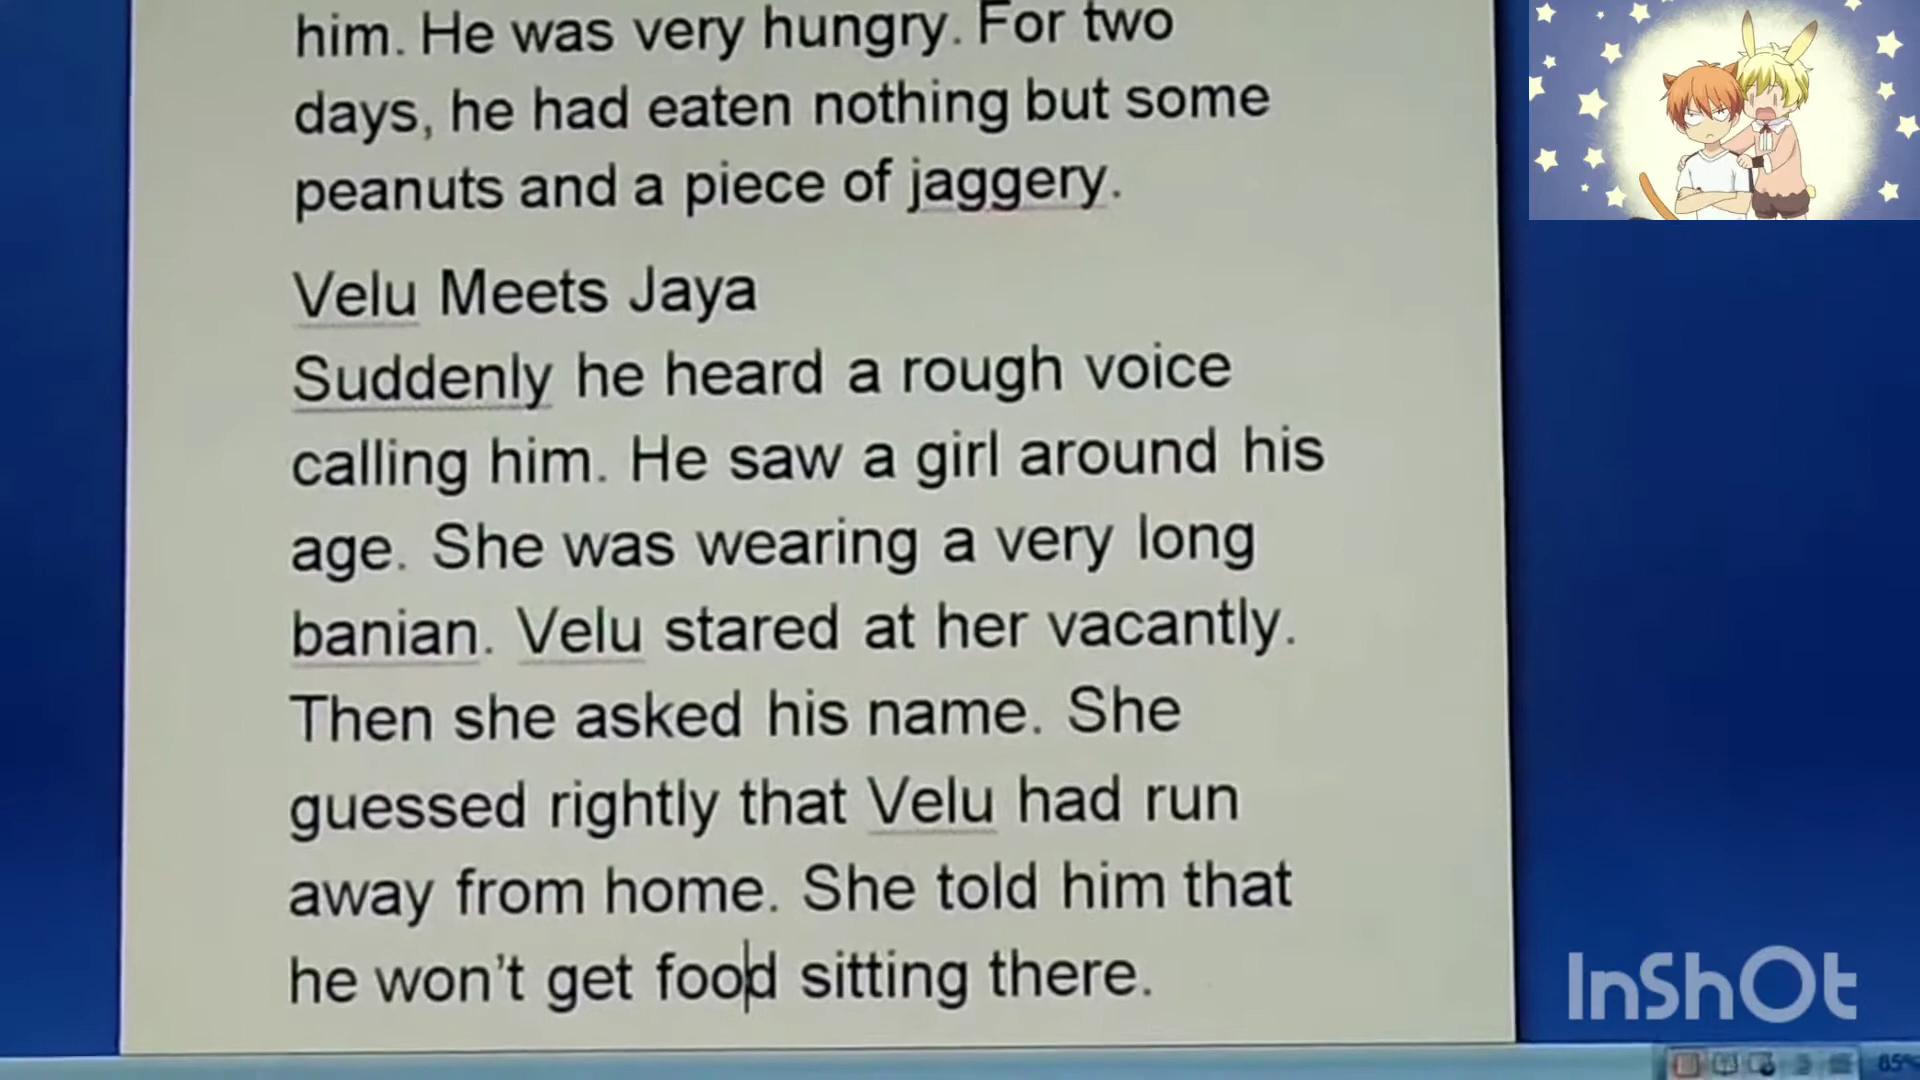 him. He was very hungry. For two
days, he had eaten nothing but some
peanuts and a piece of jaggery.
Velu Meets Jaya
Suddenly he heard a rough voice
calling him. He saw a girl around his
age. She was wearing a very long
banian. Velu stared at her vacantly.
Then she asked his name. She
guessed rightly that Velu had run
away from home. She told him that
he won't get food sitting there.
InShOt
85%